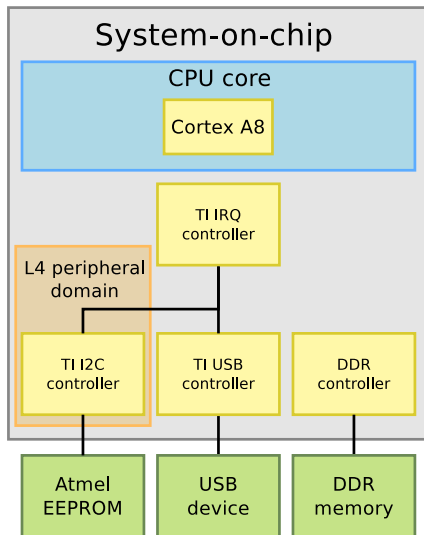 System-on-chip
CPU core
Cortex A8
TI IRQ
controller
L4 peripheral
domain
TI I2C
controller
TI USB
controller
DDR
controller
Atmel
EEPROM
USB
device
DDR
memory